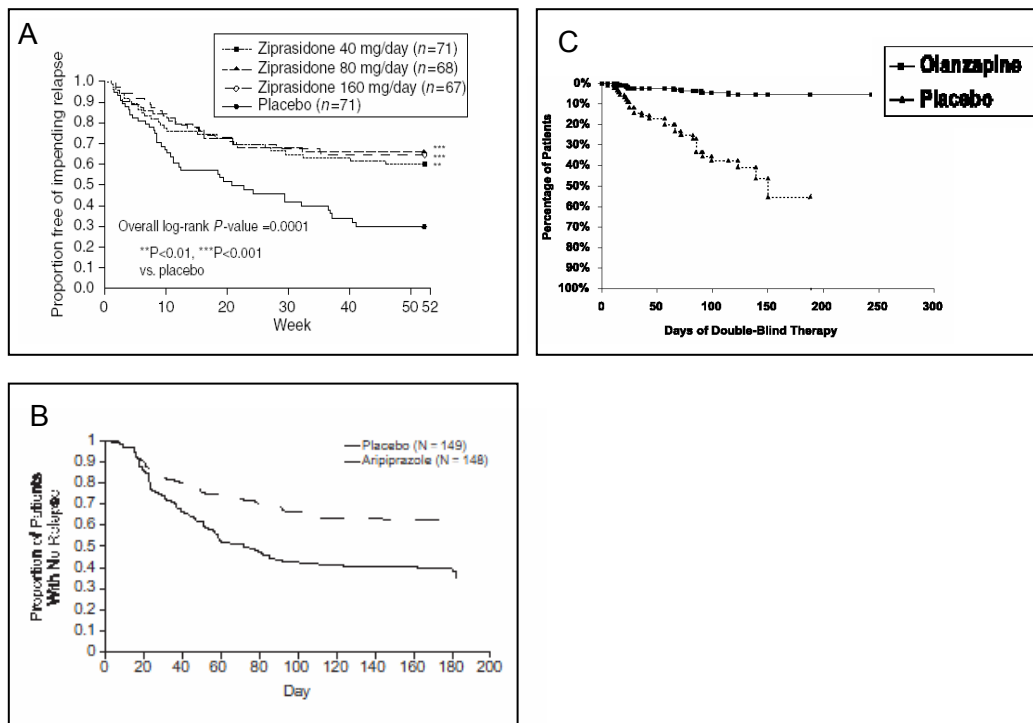 A
Ziprasidone 40 mg/day (n=71)
Ziprasidone 80 mg/day (n=68)
Ziprasidone 160 mg/day (n=67)
Placebo (n=71)
Proportion free of impending relapse
1.0
0.9
0.8
0.7
0.6
0.5
0.4
0.3
0.2
0.1
0.0
***
***
**
Overall log-rank P-value =0.0001
**P<0.01, ***P<0.001
vs. placebo
0 10 20 30 40 50 52
Week
C
Olanzapine
Placebo
Percentage of Patients
0%
10%
20%
30%
40%
50%
60%
70%
80%
90%
100%
0 50 100 150 200 250 300
Days of Double-Blind Therapy
B
Placebo (N = 149)
Aripiprazole (N = 148)
Proportion of Patients
With No Relapse
1
0.9
0.8
0.7
0.6
0.5
0.4
0.3
0.2
0.1
0
0 20 40 60 80 100 120 140 160 180 200
Day